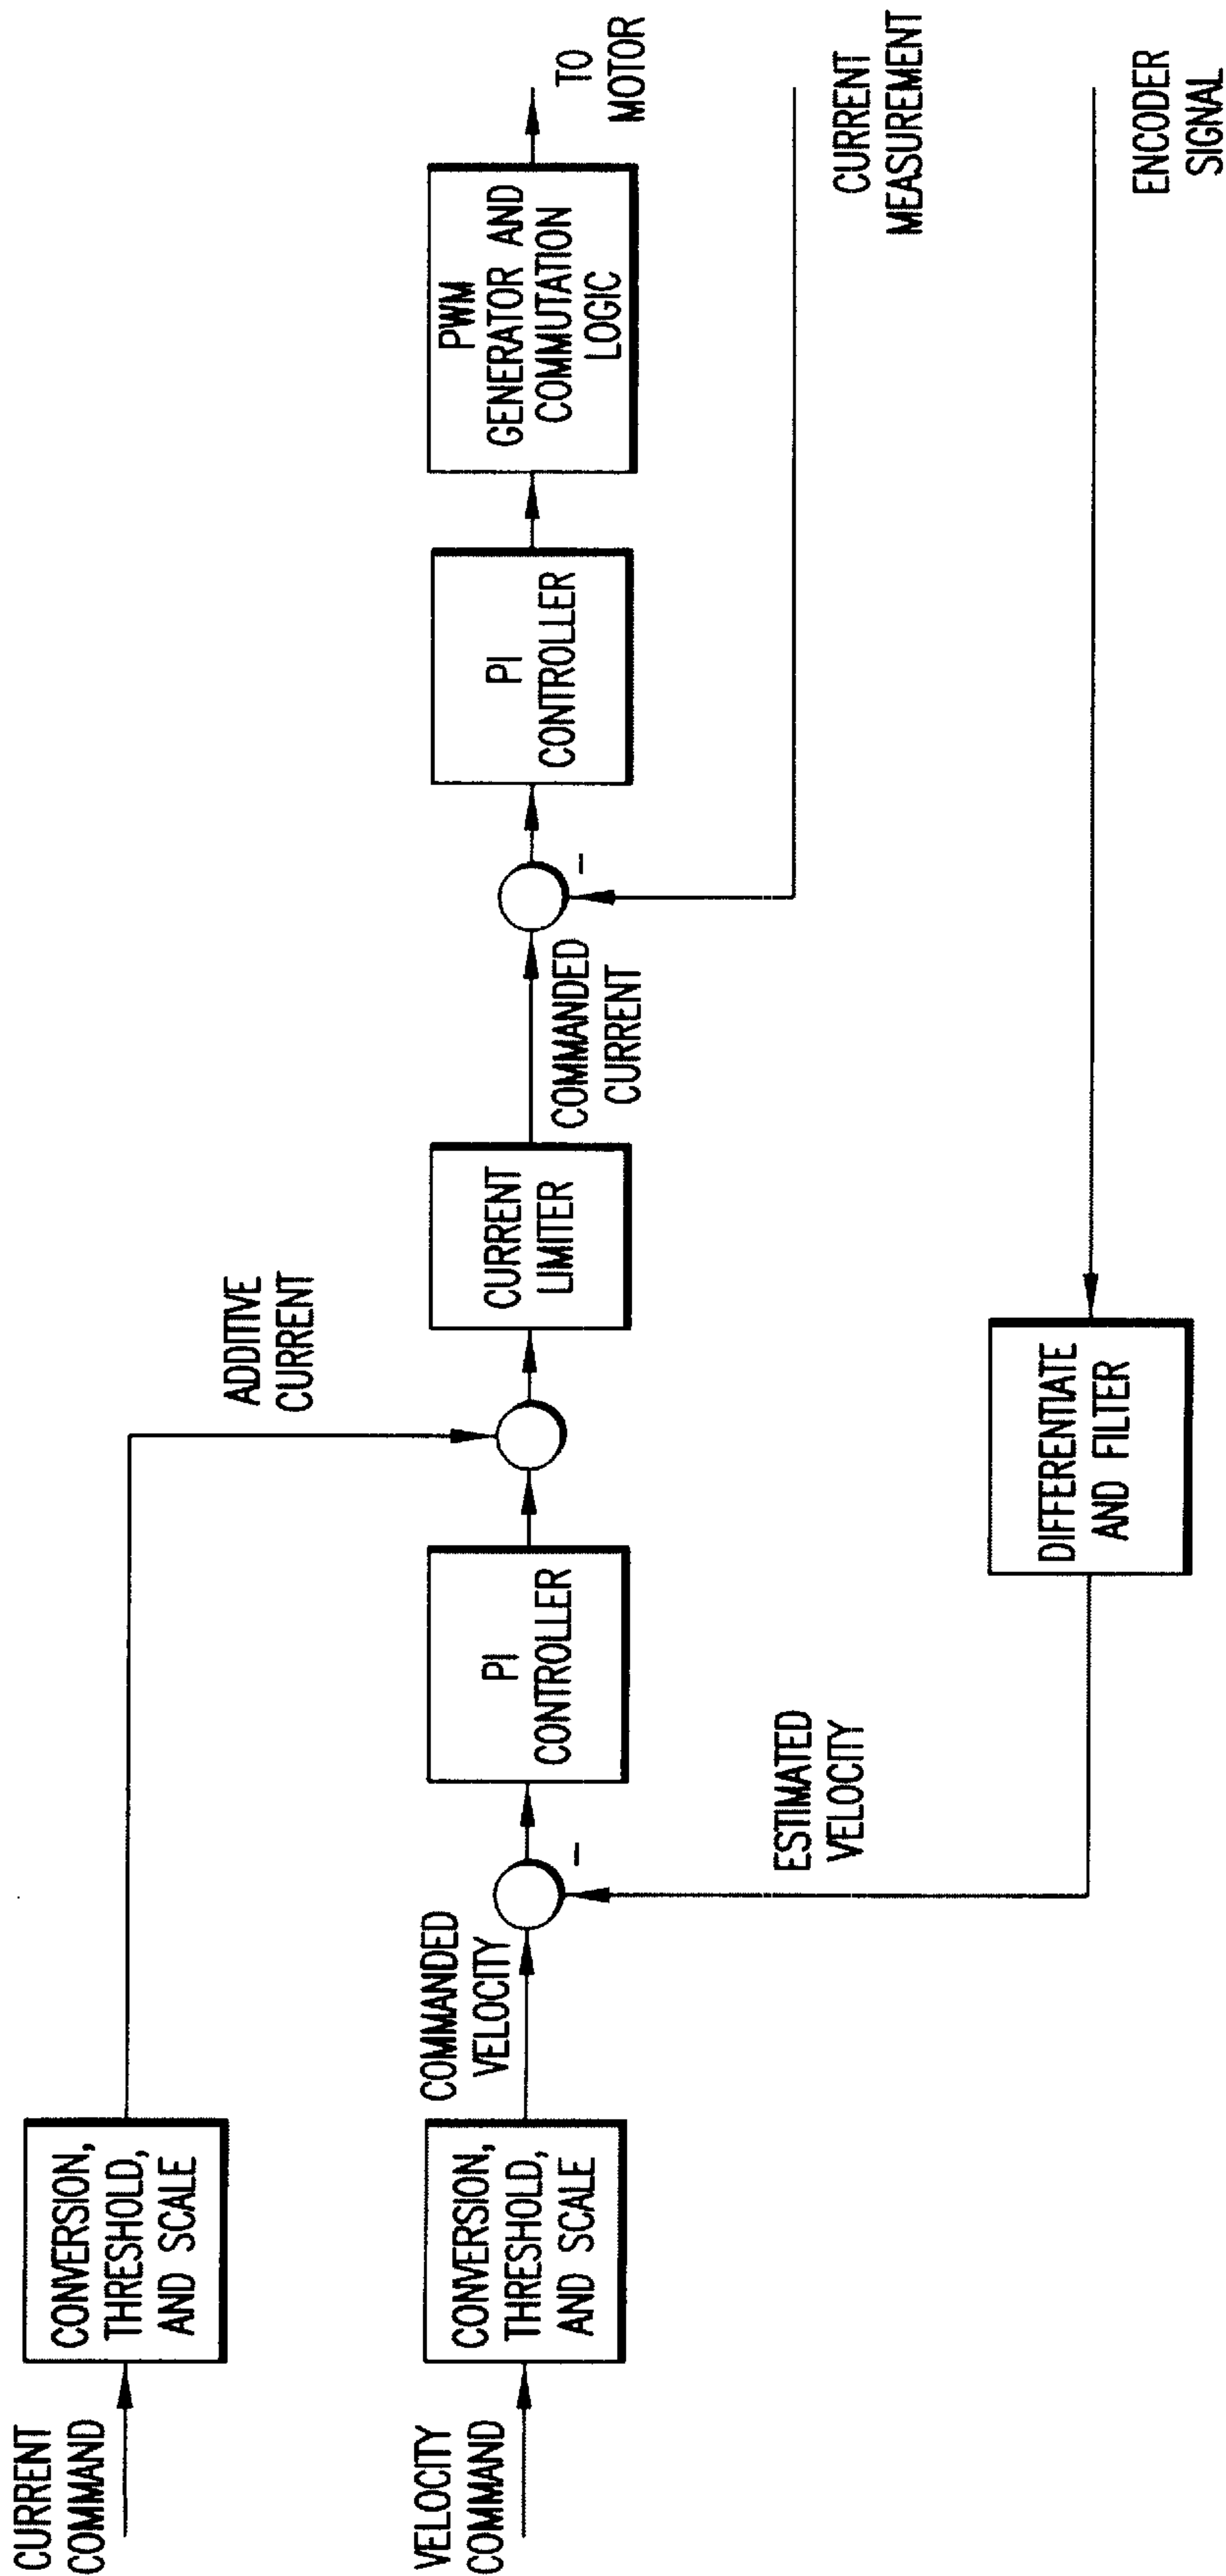 CURRENT
COMMAND
CONVERSION,
THRESHOLD,
AND SCALE
ADDITIVE
CURRENT
VELOCITY
COMMAND
CONVERSION,
THRESHOLD,
AND SCALE
COMMANDED
VELOCITY
PI
CONTROLLER
CURRENT
LIMITER
COMMANDED
CURRENT
PI
CONTROLLER
PWM
GENERATOR AND
COMMUTATION
LOGIC
TO
MOTOR
–
–
ESTIMATED
VELOCITY
CURRENT
MEASUREMENT
DIFFERENTIATE
AND FILTER
ENCODER
SIGNAL